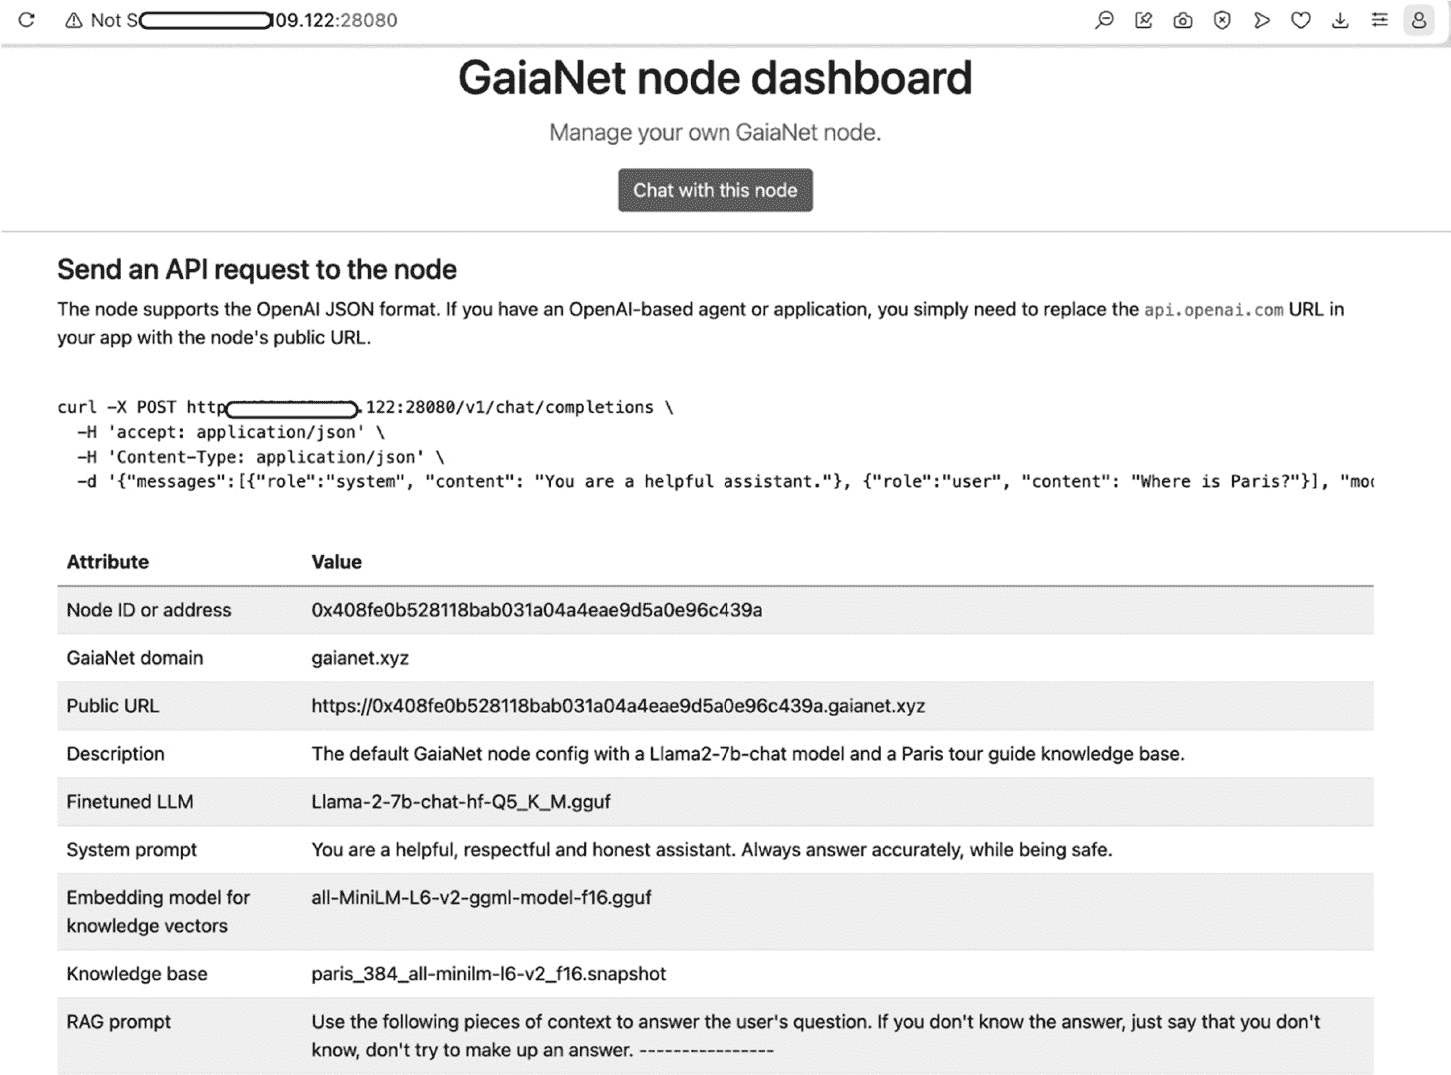 Not S 109.122:28080
GaiaNet node dashboard
Manage your own GaiaNet node.
Chat with this node
Send an API request to the node
The node supports the OpenAI JSON format. If you have an OpenAI-based agent or application, you simply need to replace the api.openai.com URL in
your app with the node's public URL.
curl -X POST http .122:28080/v1/chat/completions \
-H 'accept: application/json' \
-H 'Content-Type: application/json' \
-d '{"messages":[{"role":"system", "content": "You are a helpful assistant."}, {"role":"user", "content": "Where is Paris?"}], "mod
Attribute Value
Node ID or address 0x408fe0b528118bab031a04a4eae9d5a0e96c439a
GaiaNet domain gaianet.xyz
Public URL https://0x408fe0b528118bab031a04a4eae9d5a0e96c439a.gaianet.xyz
Description The default GaiaNet node config with a Llama2-7b-chat model and a Paris tour guide knowledge base.
Finetuned LLM Llama-2-7b-chat-hf-Q5_K_M.gguf
System prompt You are a helpful, respectful and honest assistant. Always answer accurately, while being safe.
Embedding model for all-MiniLM-L6-v2-ggml-model-f16.gguf
knowledge vectors
Knowledge base paris_384_all-minilm-l6-v2_f16.snapshot
RAG prompt Use the following pieces of context to answer the user's question. If you don't know the answer, just say that you don't
know, don't try to make up an answer. ----------------